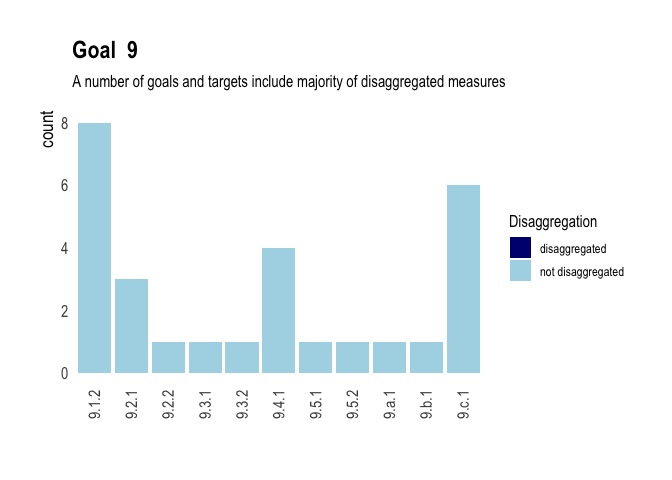 Goal 9
A number of goals and targets include majority of disaggregated measures
count
8
6
4
2
0
9.1.2
9.2.1
9.2.2
9.3.1
9.3.2
9.4.1
9.5.1
9.5.2
9.a.1
9.b.1
9.c.1
Disaggregation
disaggregated
not disaggregated